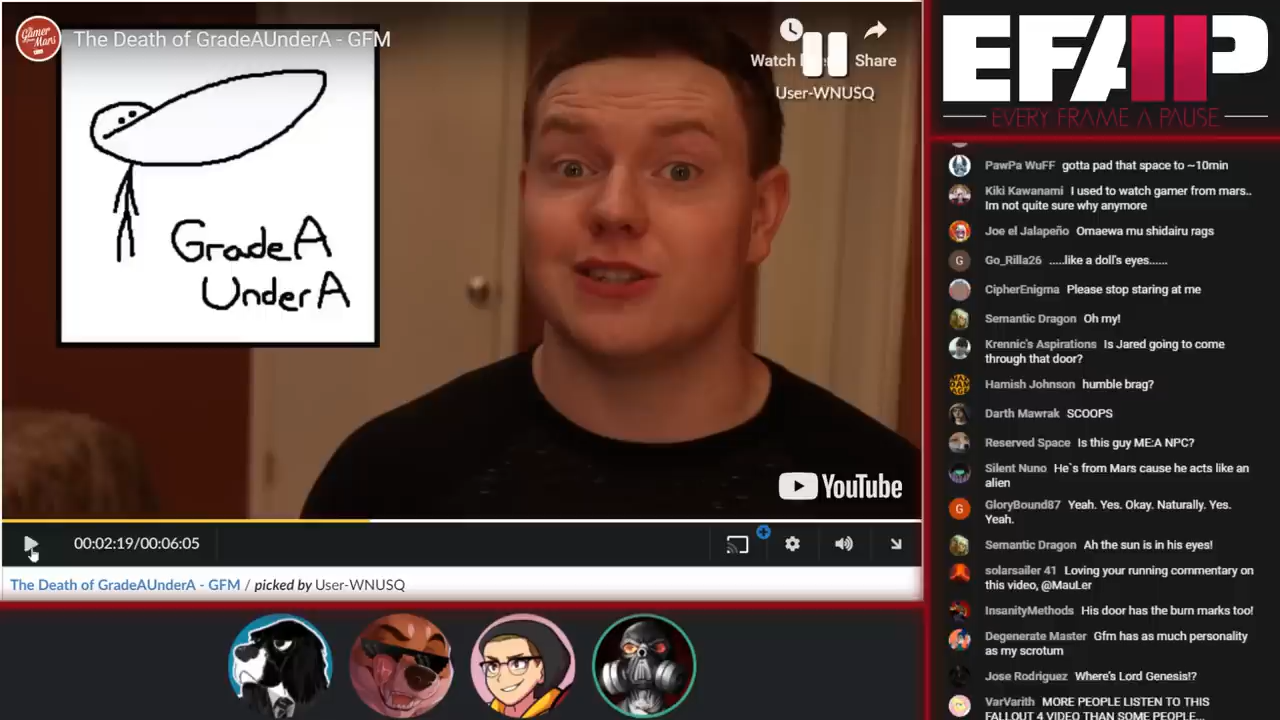 The Gamer from Mars
The Death of GradeAUnderA - GFM
Watch
Share
User-WNUSQ
GradeA
UnderA
YouTube
00:02:19/00:06:05
The Death of GradeAUnderA - GFM / picked by User-WNUSQ
EFAP
EVERY FRAME A PAUSE
PawPa WuFF gotta pad that space to ~10min
Kiki Kawanami I used to watch gamer from mars..
Im not quite sure why anymore
Joe el Jalapeño Omaewa mu shidairu rags
G
Go_Rilla26 .....like a doll's eyes......
CipherEnigma Please stop staring at me
Semantic Dragon Oh my!
Krennic's Aspirations Is Jared going to come
through that door?
Hamish Johnson humble brag?
Darth Mawrak SCOOPS
Reserved Space Is this guy ME:A NPC?
Silent Nuno He`s from Mars cause he acts like an
alien
G
GloryBound87 Yeah. Yes. Okay. Naturally. Yes.
Yeah.
Semantic Dragon Ah the sun is in his eyes!
solarsailer 41 Loving your running commentary on
this video, @MauLer
InsanityMethods His door has the burn marks too!
Degenerate Master Gfm has as much personality
as my scrotum
Jose Rodriguez Where's Lord Genesis!?
VarVarith MORE PEOPLE LISTEN TO THIS
FALLOUT 4 VIDEO THAN SOME PEOPLE...